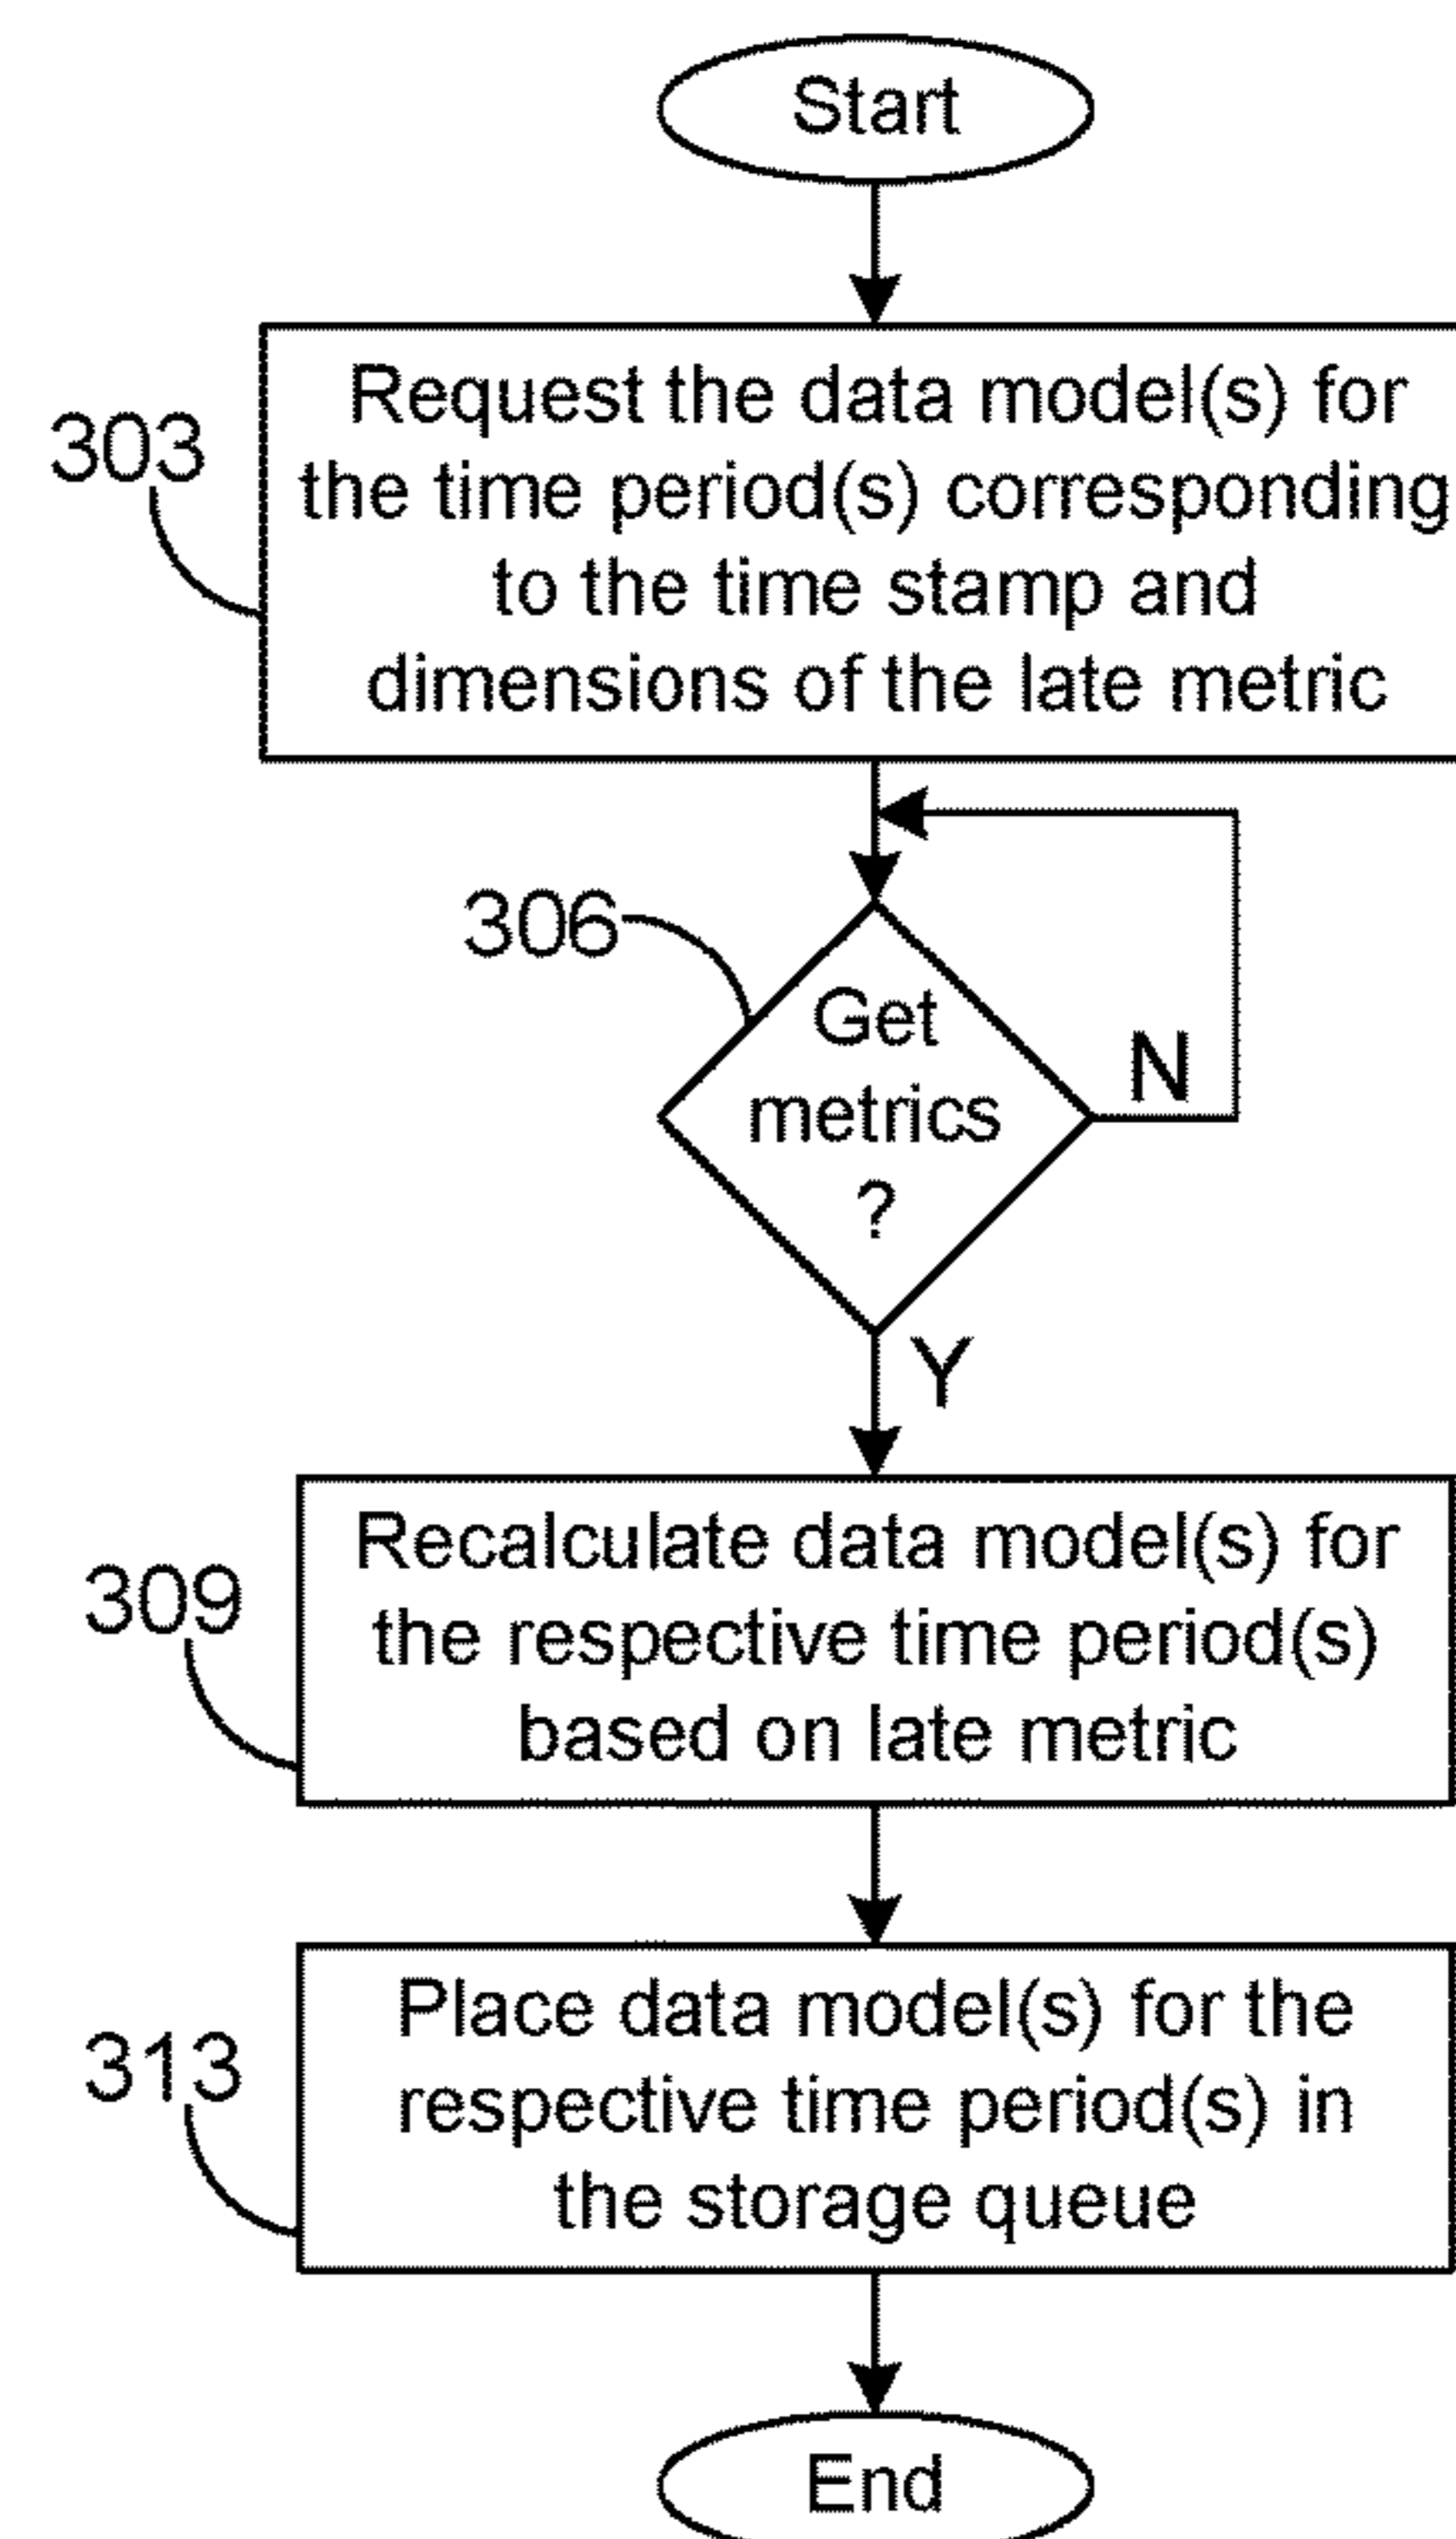 Start
303
Request the data model(s) for
the time period(s) corresponding
to the time stamp and
dimensions of the late metric
306
Get
metrics
?
N
Y
309
Recalculate data model(s) for
the respective time period(s)
based on late metric
313
Place data model(s) for the
respective time period(s) in
the storage queue
End